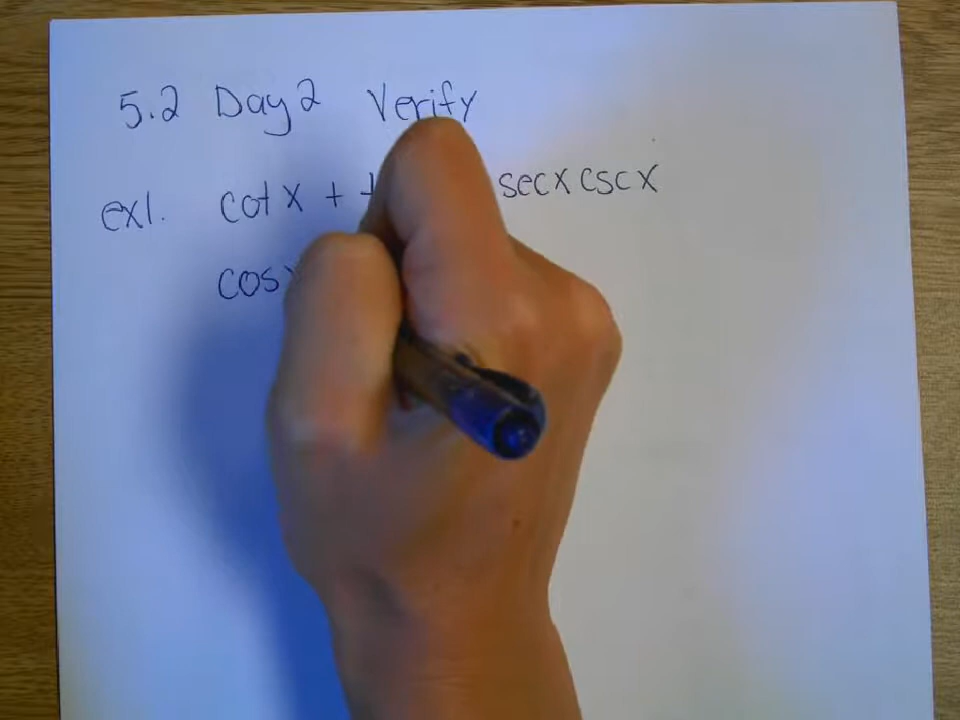 5.2 Day 2 Verify
ex1. cot x + secx cscx
cos